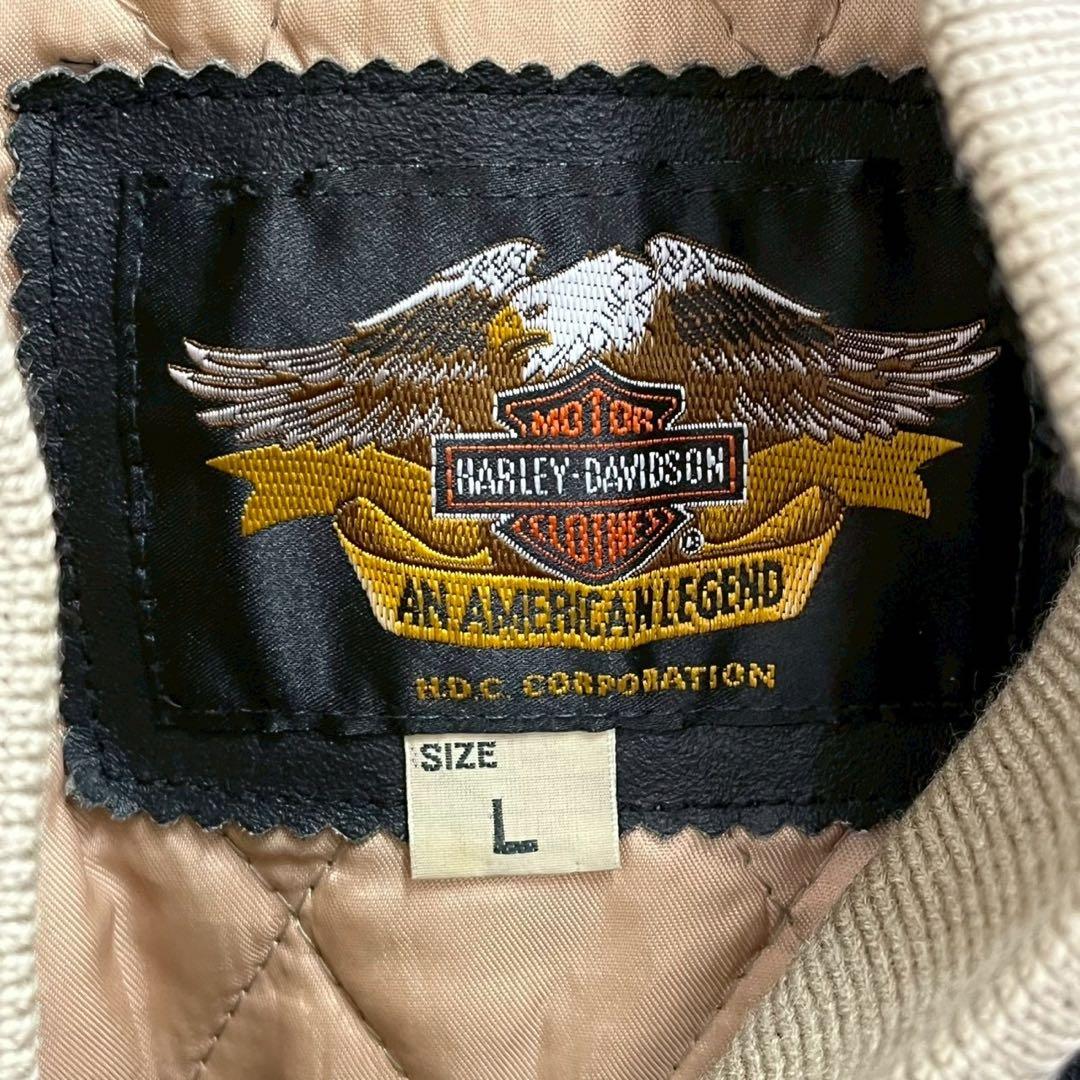 MOTOR
HARLEY-DAVIDSON
CLOTHES
®
AN AMERICAN LEGEND
H.D.C. CORPORATION
SIZE
L